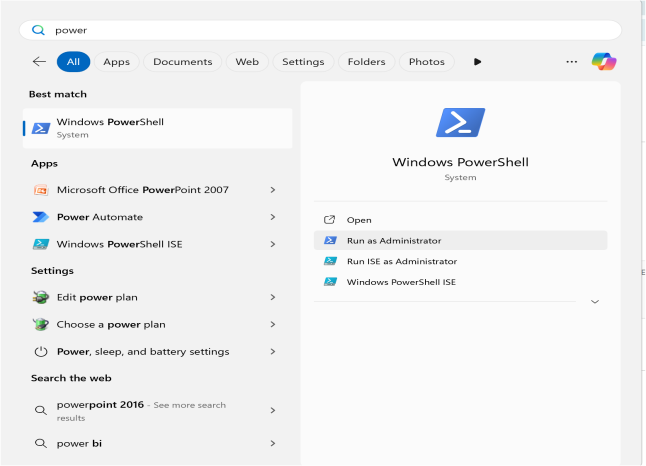 power
All
Apps
Documents
Web
Settings
Folders
Photos
Best match
Windows PowerShell
System
Apps
Microsoft Office PowerPoint 2007
Power Automate
Windows PowerShell ISE
Settings
Edit power plan
Choose a power plan
Power, sleep, and battery settings
Search the web
powerpoint 2016 - See more search
results
power bi
Windows PowerShell
System
Open
Run as Administrator
Run ISE as Administrator
Windows PowerShell ISE
E